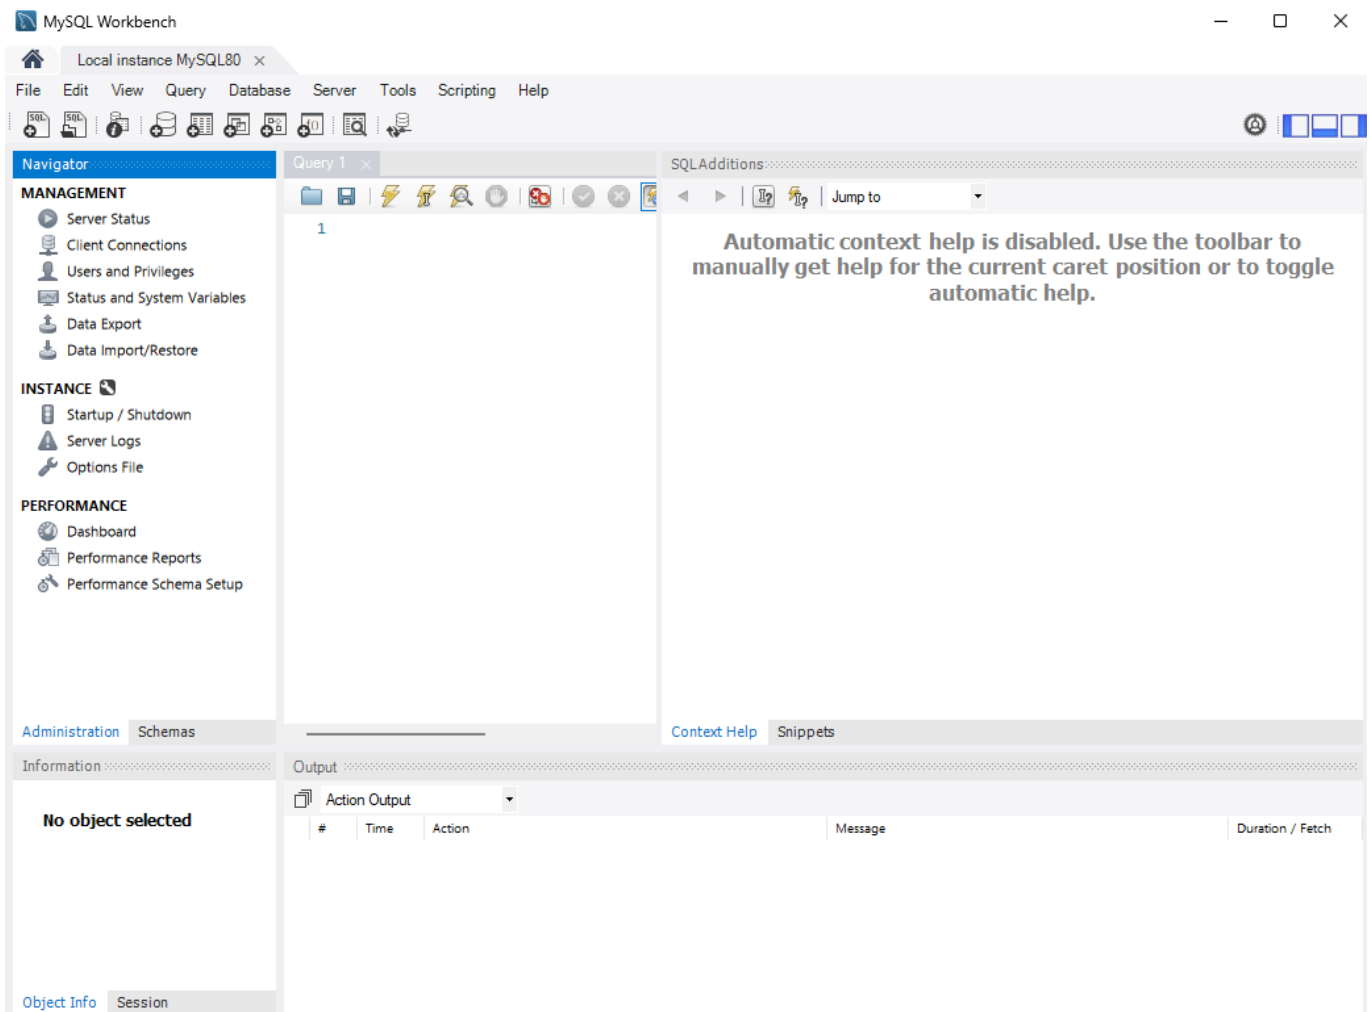 MySQL Workbench
Local instance MySQL80
File Edit View Query Database Server Tools Scripting Help
SQL SQL
Navigator
MANAGEMENT
Server Status
Client Connections
Users and Privileges
Status and System Variables
Data Export
Data Import/Restore
INSTANCE
Startup / Shutdown
Server Logs
Options File
PERFORMANCE
Dashboard
Performance Reports
Performance Schema Setup
Administration Schemas
Query 1
1
SQLAdditions
Jump to
Automatic context help is disabled. Use the toolbar to
manually get help for the current caret position or to toggle
automatic help.
Context Help Snippets
Information
No object selected
Object Info Session
Output
Action Output
# Time Action Message Duration / Fetch